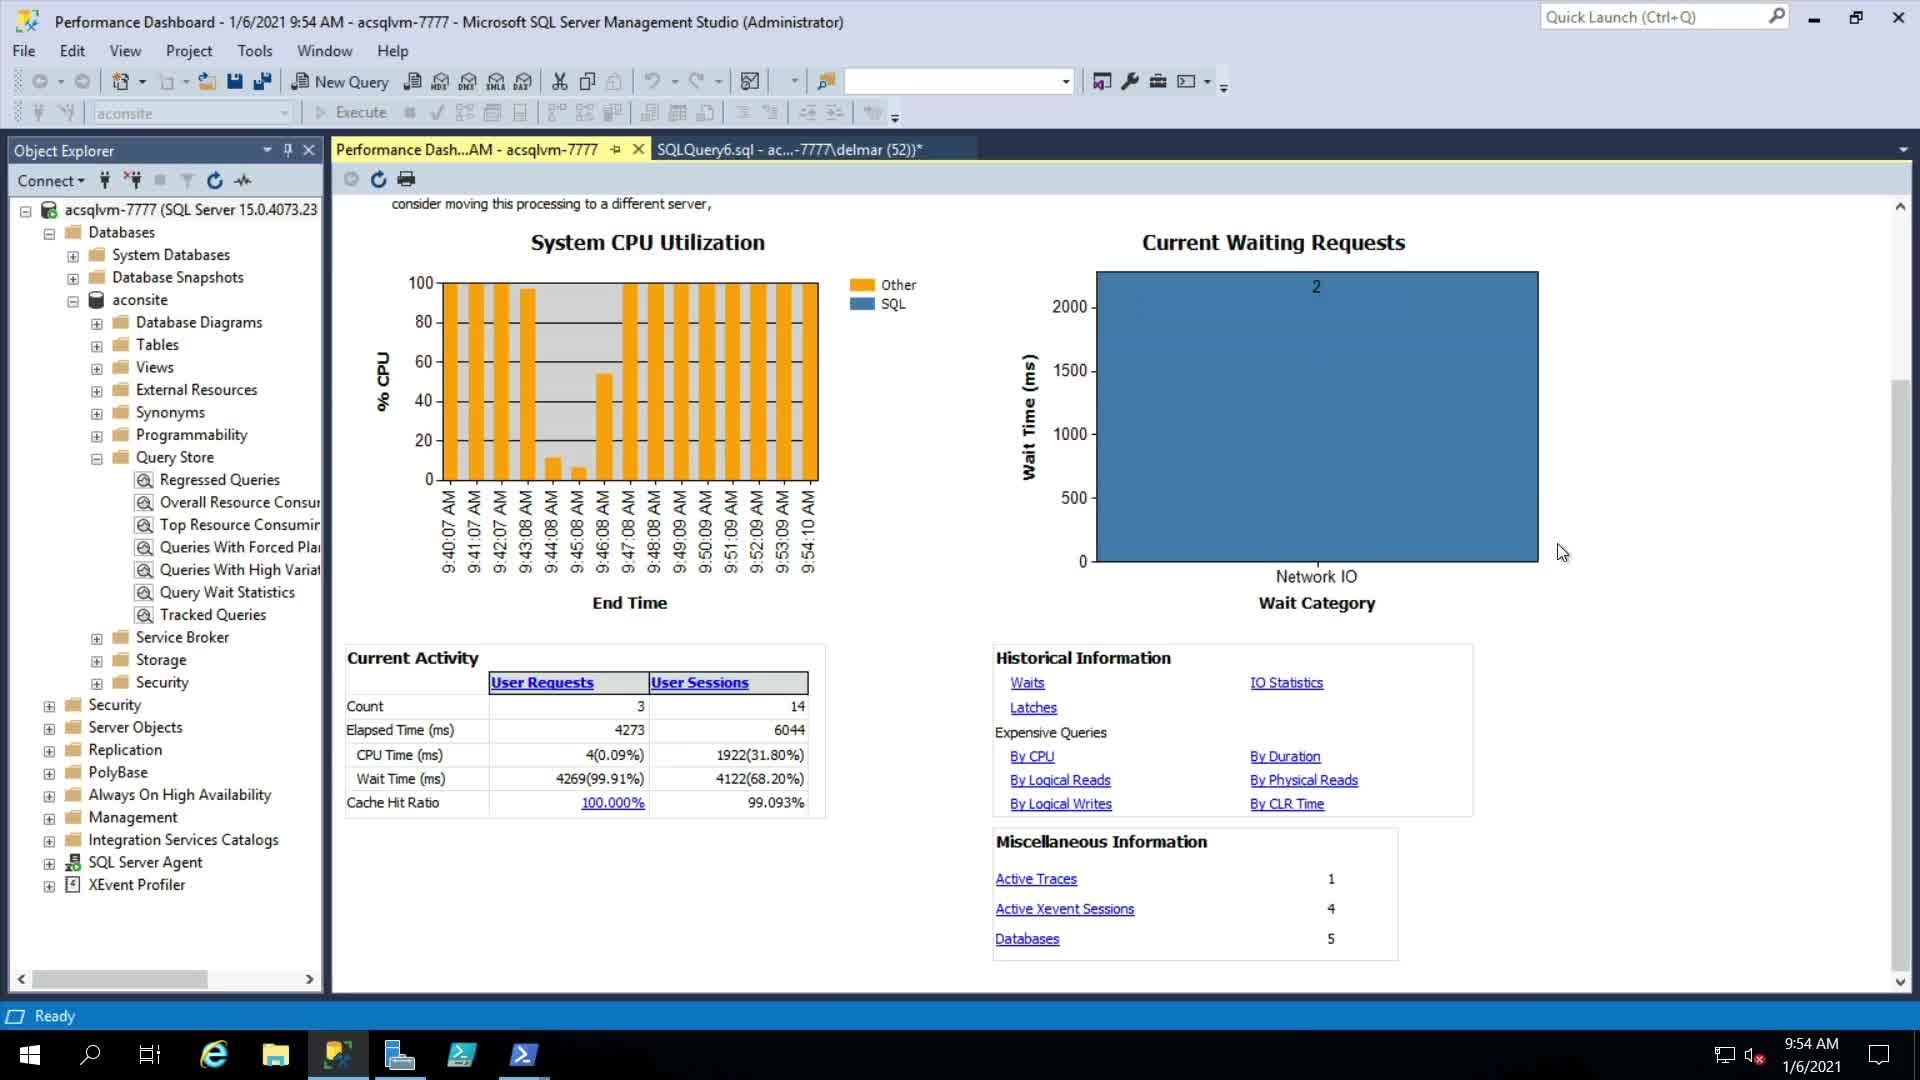 Performance Dashboard - 1/6/2021 9:54 AM - acsqlvm-7777 - Microsoft SQL Server Management Studio (Administrator)
Quick Launch (Ctrl+Q)
File Edit View Project Tools Window Help
New Query
MDX DMX XMLA DAX
aconsite
Execute
Object Explorer
Performance Dash...AM - acsqlvm-7777
SQLQuery6.sql - ac...-7777\delmar (52))*
Connect
acsqlvm-7777 (SQL Server 15.0.4073.23
Databases
System Databases
Database Snapshots
aconsite
Database Diagrams
Tables
Views
External Resources
Synonyms
Programmability
Query Store
Regressed Queries
Overall Resource Consur
Top Resource Consumin
Queries With Forced Pla
Queries With High Variat
Query Wait Statistics
Tracked Queries
Service Broker
Storage
Security
Security
Server Objects
Replication
PolyBase
Always On High Availability
Management
Integration Services Catalogs
SQL Server Agent
XEvent Profiler
consider moving this processing to a different server,
System CPU Utilization
Other
SQL
% CPU
100
80
60
40
20
0
9:40:07 AM
9:41:07 AM
9:42:07 AM
9:43:08 AM
9:44:08 AM
9:45:08 AM
9:46:08 AM
9:47:08 AM
9:48:08 AM
9:49:09 AM
9:50:09 AM
9:51:09 AM
9:52:09 AM
9:53:09 AM
9:54:10 AM
End Time
Current Waiting Requests
Wait Time (ms)
2000
1500
1000
500
0
2
Network IO
Wait Category
Current Activity
User Requests User Sessions
Count 3 14
Elapsed Time (ms) 4273 6044
CPU Time (ms) 4(0.09%) 1922(31.80%)
Wait Time (ms) 4269(99.91%) 4122(68.20%)
Cache Hit Ratio 100.000% 99.093%
Historical Information
Waits IO Statistics
Latches
Expensive Queries
By CPU By Duration
By Logical Reads By Physical Reads
By Logical Writes By CLR Time
Miscellaneous Information
Active Traces 1
Active Xevent Sessions 4
Databases 5
Ready
9:54 AM
1/6/2021